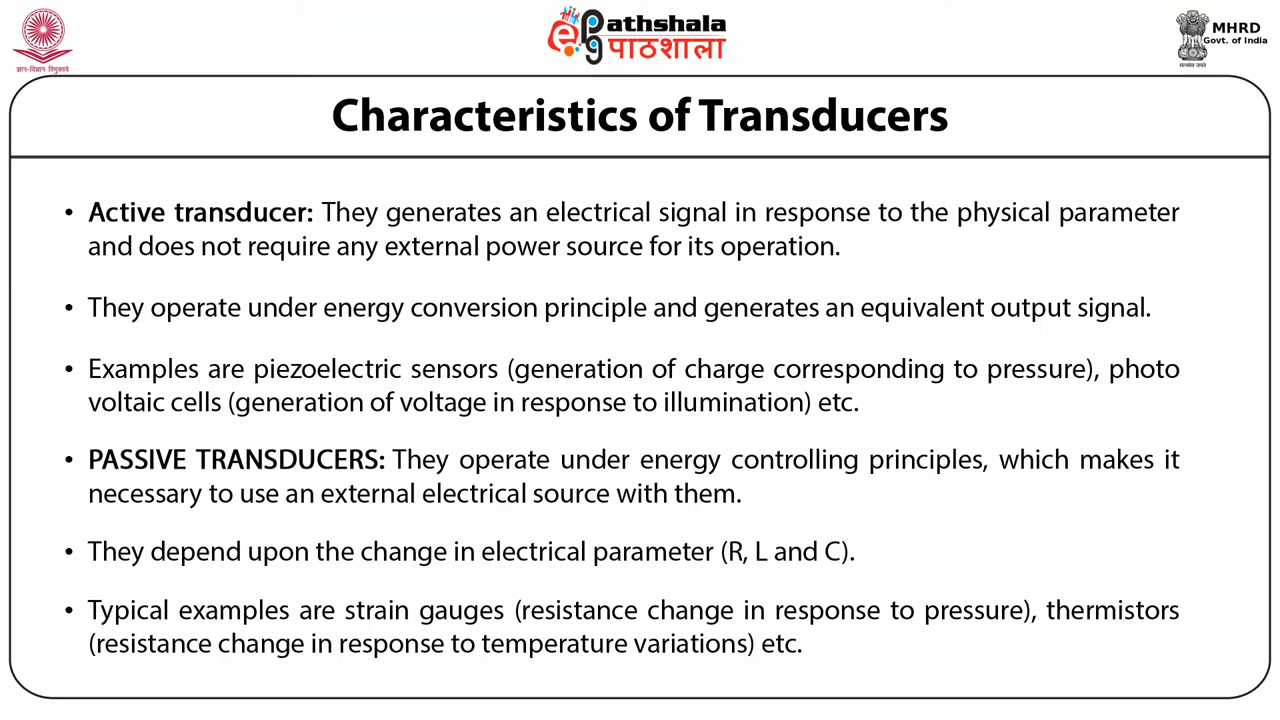 ज्ञान-विज्ञान विमुक्तये
ePathshala
पाठशाला
MHRD
Govt. of India
सत्यमेव जयते
Characteristics of Transducers
• Active transducer: They generates an electrical signal in response to the physical parameter
and does not require any external power source for its operation.
• They operate under energy conversion principle and generates an equivalent output signal.
• Examples are piezoelectric sensors (generation of charge corresponding to pressure), photo
voltaic cells (generation of voltage in response to illumination) etc.
• PASSIVE TRANSDUCERS: They operate under energy controlling principles, which makes it
necessary to use an external electrical source with them.
• They depend upon the change in electrical parameter (R, L and C).
• Typical examples are strain gauges (resistance change in response to pressure), thermistors
(resistance change in response to temperature variations) etc.